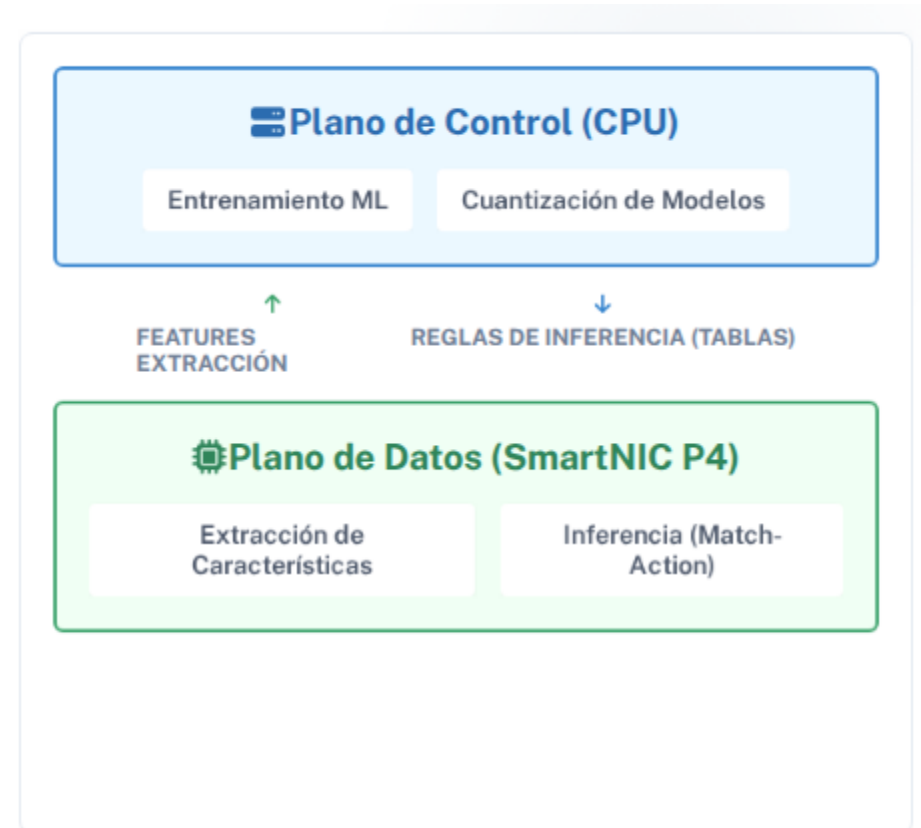 Plano de Control (CPU)
Entrenamiento ML
Cuantización de Modelos
FEATURES
EXTRACCIÓN
REGLAS DE INFERENCIA (TABLAS)
Plano de Datos (SmartNIC P4)
Extracción de
Características
Inferencia (Match-
Action)